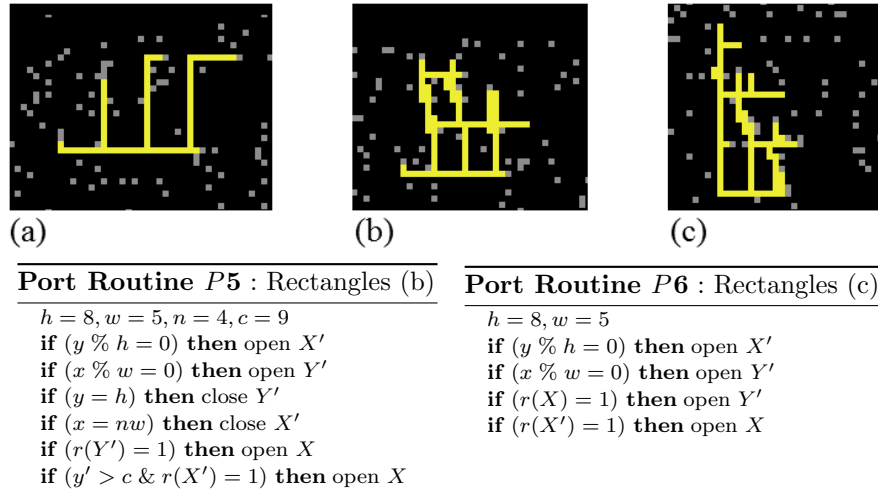 (a)
(b)
(c)
Port Routine P5 : Rectangles (b)
h = 8, w = 5, n = 4, c = 9
if (y % h = 0) then open X′
if (x % w = 0) then open Y′
if (y = h) then close Y′
if (x = nw) then close X′
if (r(Y′) = 1) then open X
if (y′ > c & r(X′) = 1) then open X
Port Routine P6 : Rectangles (c)
h = 8, w = 5
if (y % h = 0) then open X′
if (x % w = 0) then open Y′
if (r(X) = 1) then open Y′
if (r(X′) = 1) then open X